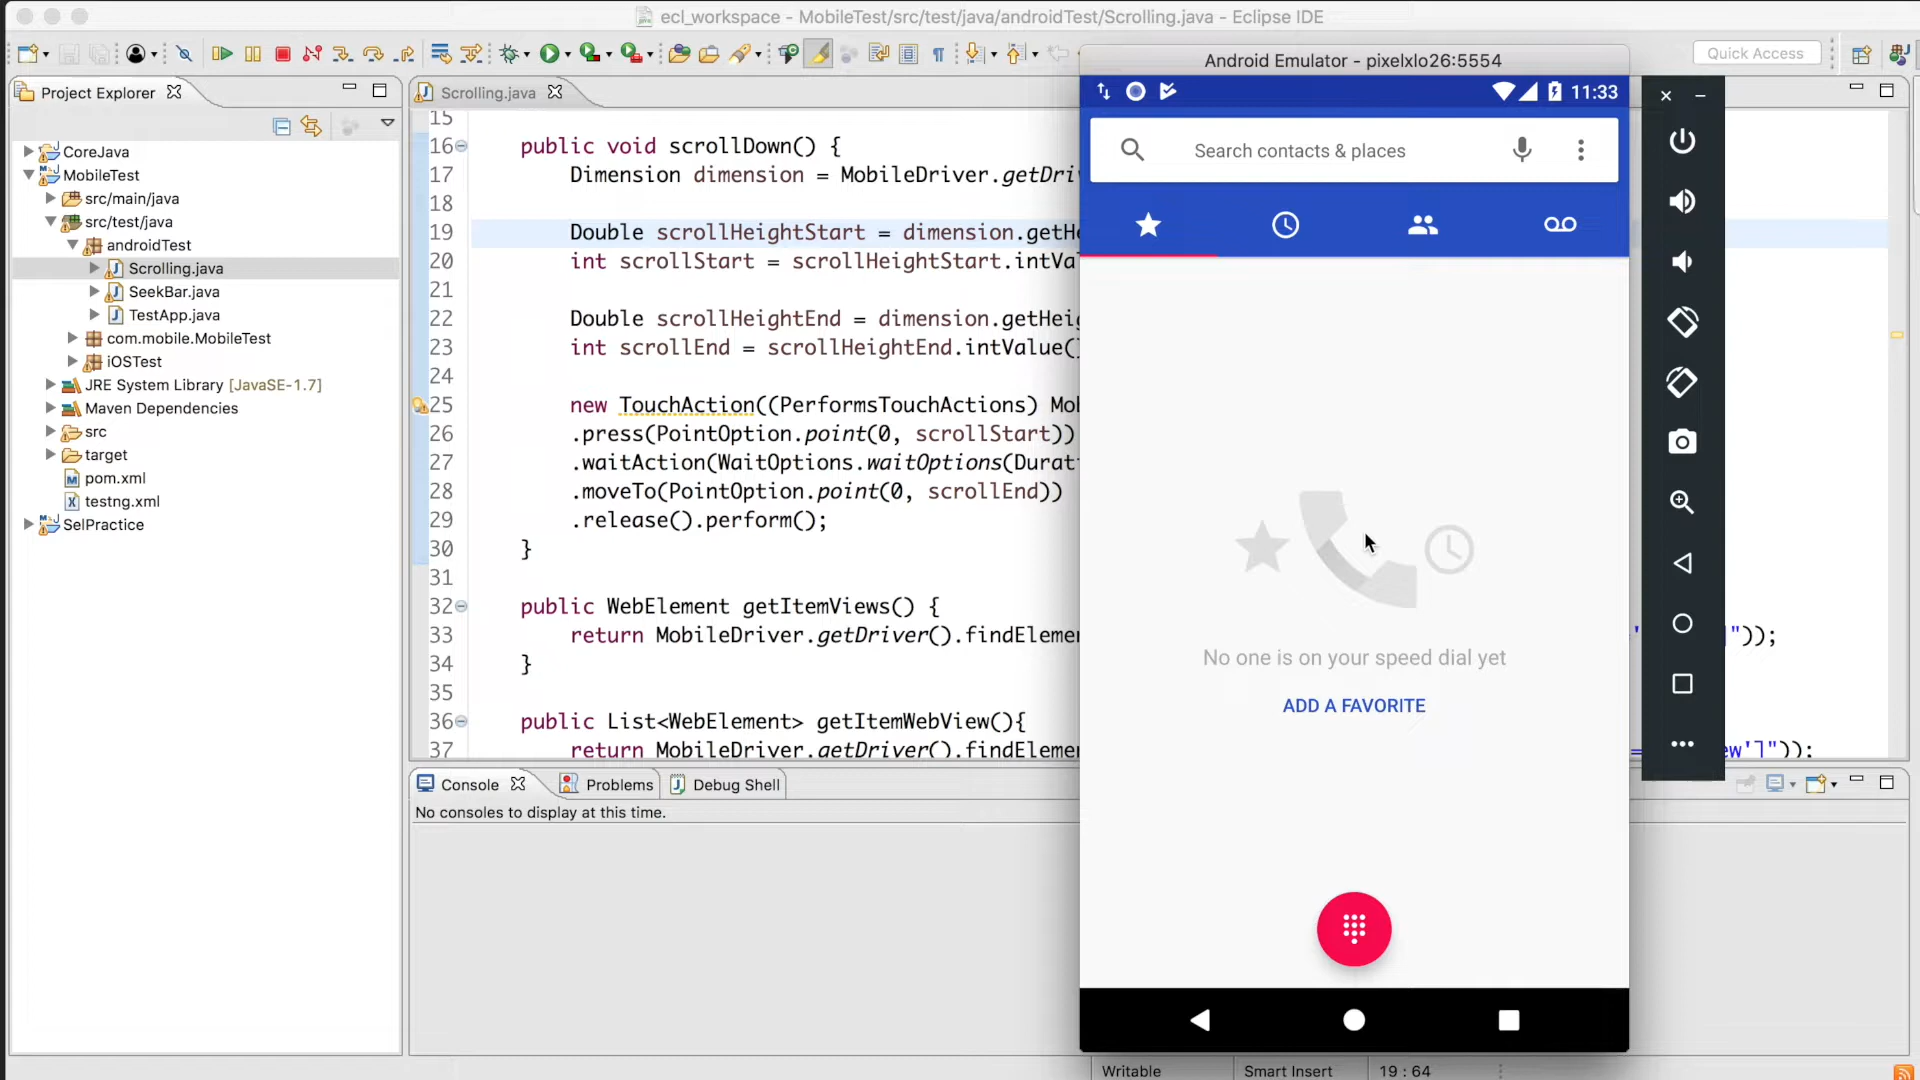 ecl_workspace - MobileTest/src/test/java/androidTest/Scrolling.java - Eclipse IDE
Quick Access
Project Explorer
CoreJava
MobileTest
src/main/java
src/test/java
androidTest
Scrolling.java
SeekBar.java
TestApp.java
com.mobile.MobileTest
iOSTest
JRE System Library [JavaSE-1.7]
Maven Dependencies
src
target
pom.xml
testng.xml
SelPractice
Scrolling.java
15
16 public void scrollDown() {
17 Dimension dimension = MobileDriver.getDri
18
19 Double scrollHeightStart = dimension.getHe
20 int scrollStart = scrollHeightStart.intVa
21
22 Double scrollHeightEnd = dimension.getHei
23 int scrollEnd = scrollHeightEnd.intValue(
24
25 new TouchAction((PerformsTouchActions) Mo
26 .press(PointOption.point(0, scrollStart))
27 .waitAction(WaitOptions.waitOptions(Durat
28 .moveTo(PointOption.point(0, scrollEnd))
29 .release().perform();
30 }
31
32 public WebElement getItemViews() {
33 return MobileDriver.getDriver().findElemen
"));
34 }
35
36 public List<WebElement> getItemWebView(){
37 return MobileDriver.getDriver().findElemen
ew']"));
Console
Problems
Debug Shell
No consoles to display at this time.
Writable
Smart Insert
19 : 64
Android Emulator - pixelxlo26:5554
11:33
Search contacts & places
No one is on your speed dial yet
ADD A FAVORITE